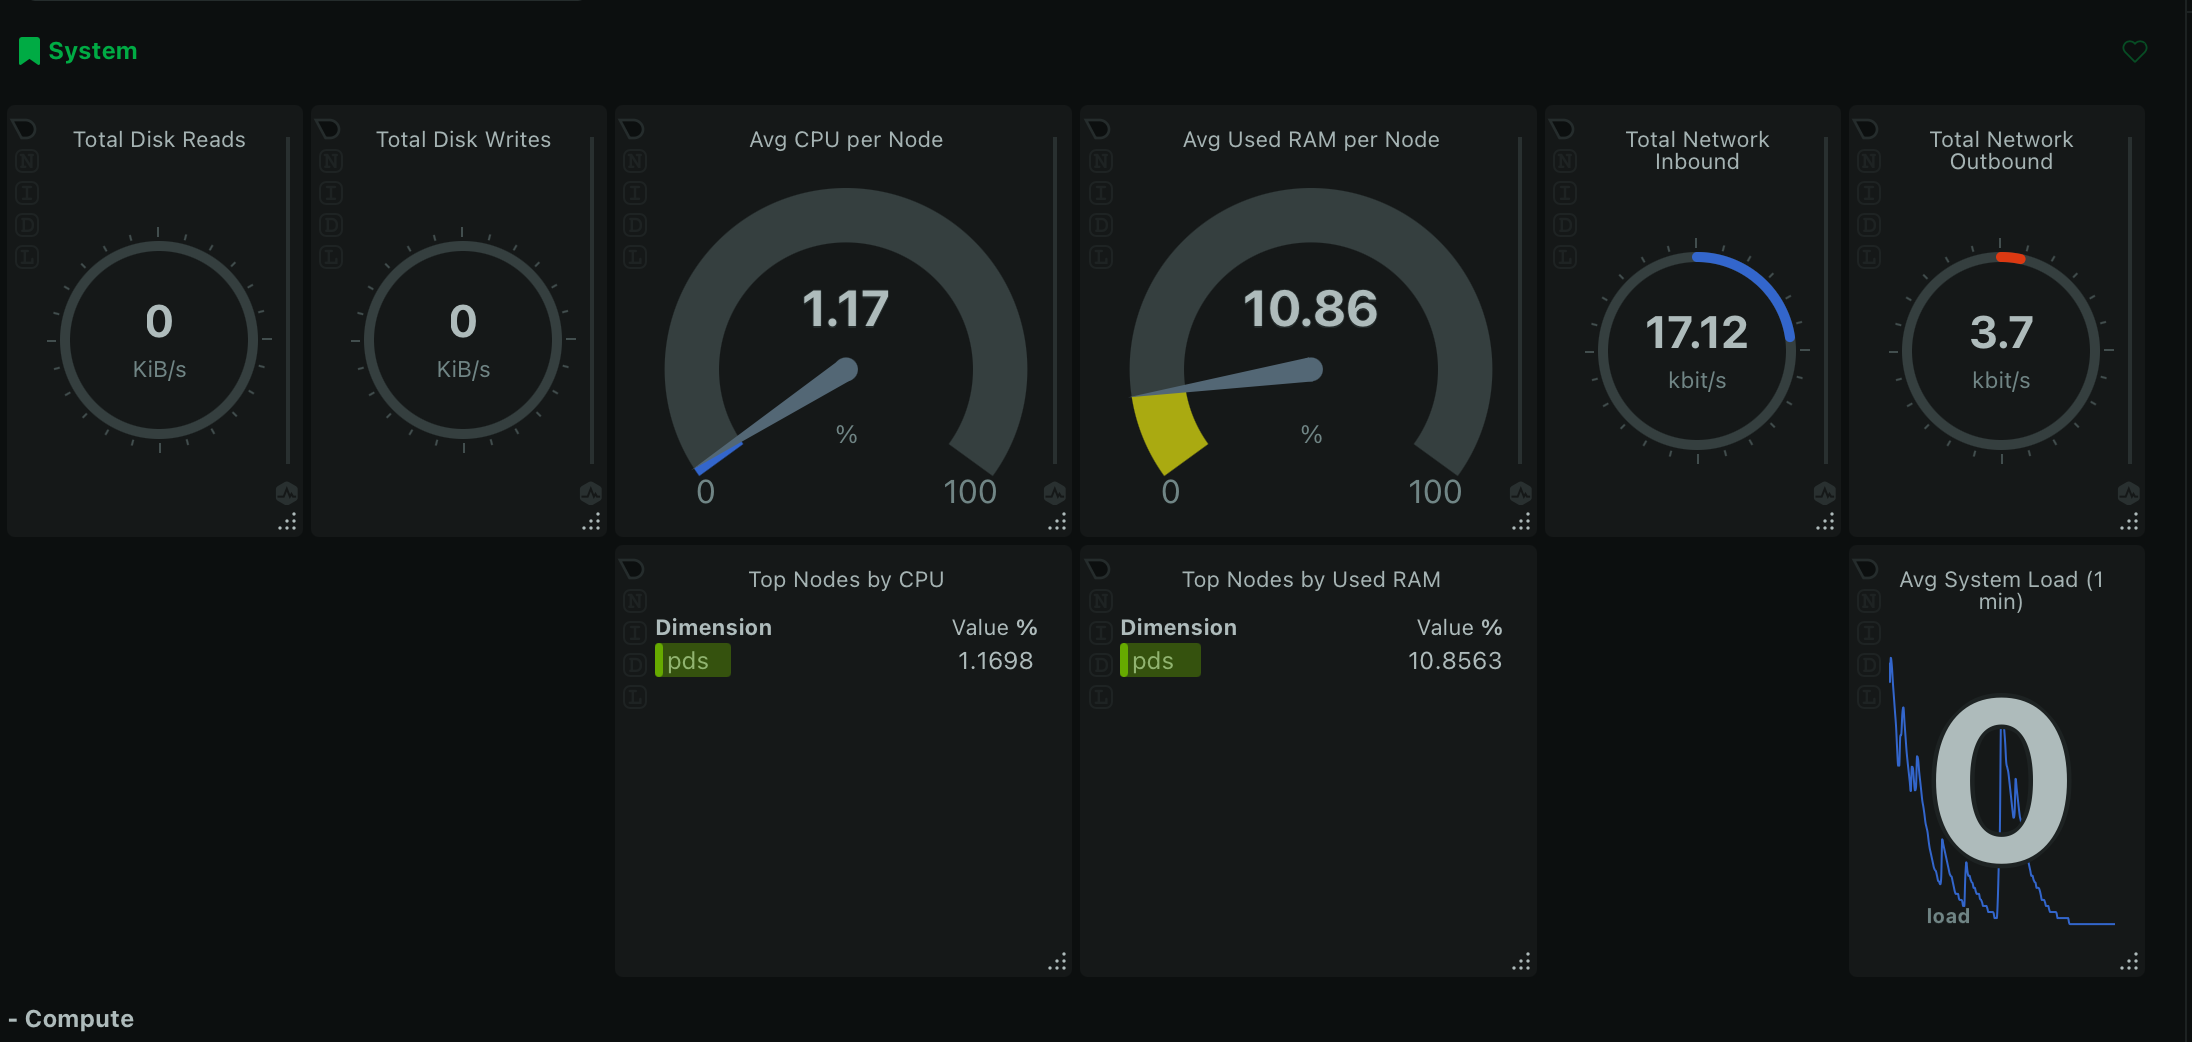 System
Total Disk Reads
N
I
D
L
0
KiB/s
Total Disk Writes
N
I
D
L
0
KiB/s
Avg CPU per Node
N
I
D
L
1.17
%
0
100
Avg Used RAM per Node
N
I
D
L
10.86
%
0
100
Total Network
Inbound
N
I
D
L
17.12
kbit/s
Total Network
Outbound
N
I
D
L
3.7
kbit/s
Top Nodes by CPU
N
I
D
L
Dimension Value %
pds 1.1698
Top Nodes by Used RAM
N
I
D
L
Dimension Value %
pds 10.8563
Avg System Load (1
min)
N
I
D
L
0
load
- Compute